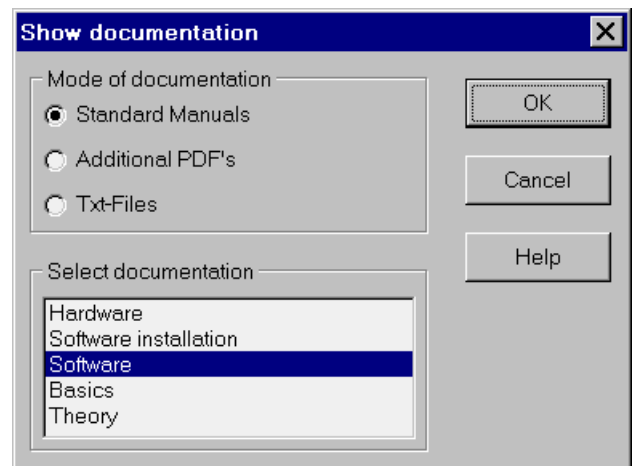 Show documentation
Mode of documentation
Standard Manuals
Additional PDF's
Txt-Files
OK
Cancel
Help
Select documentation
Hardware
Software installation
Software
Basics
Theory